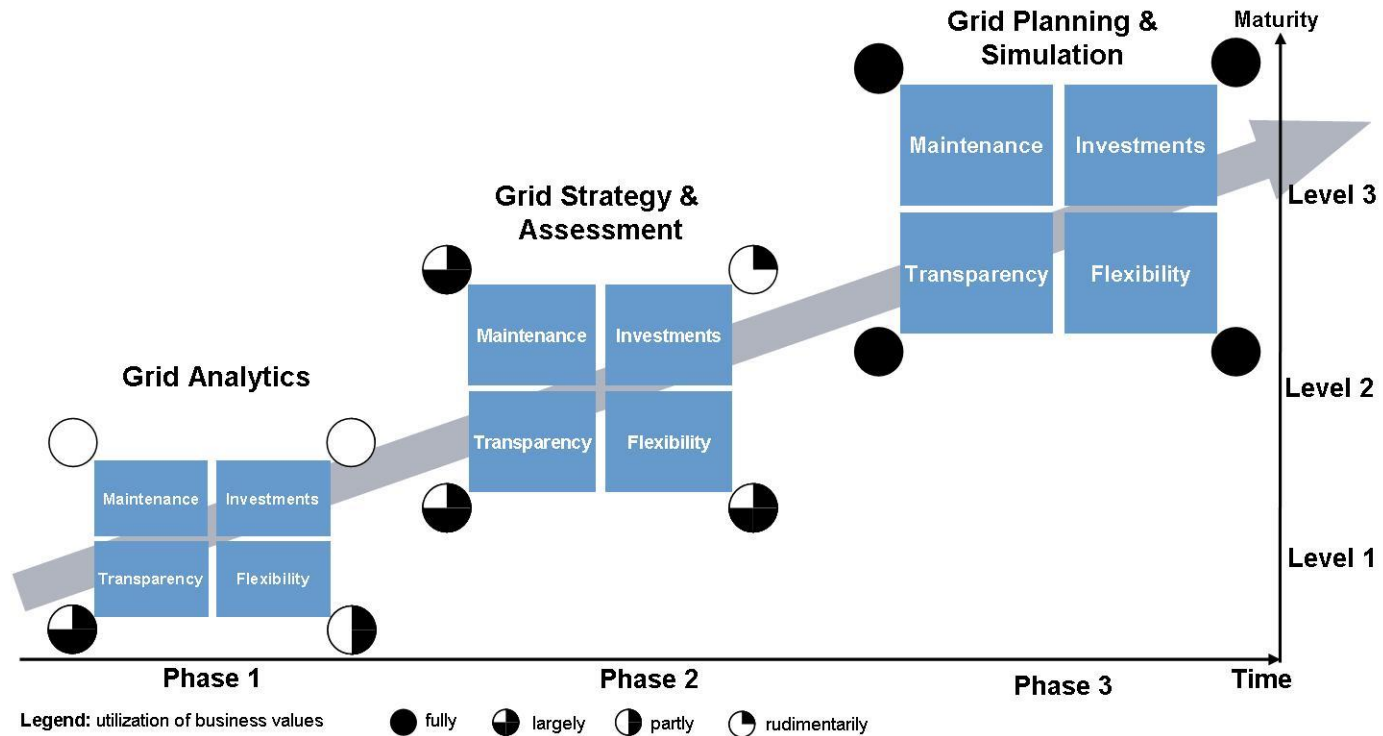 Grid Planning &
Simulation
Maturity
Maintenance
Investments
Level 3
Transparency
Flexibility
Grid Strategy &
Assessment
Maintenance
Investments
Level 2
Transparency
Flexibility
Grid Analytics
Maintenance
Investments
Level 1
Transparency
Flexibility
Phase 1
Phase 2
Phase 3
Time
Legend: utilization of business values
fully
largely
partly
rudimentarily